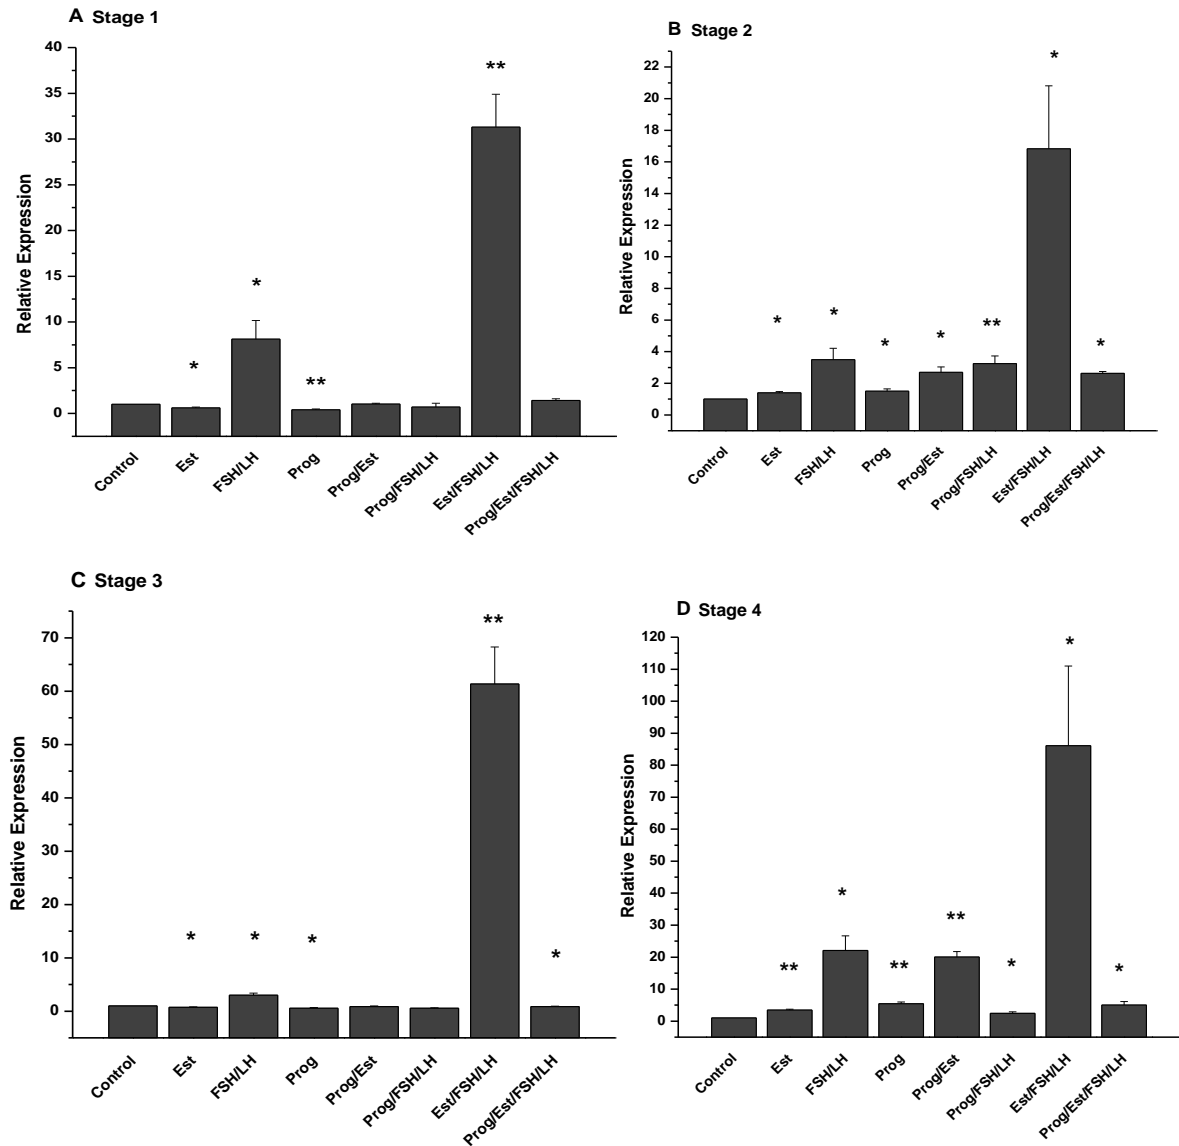 A Stage 1
Relative Expression
40
35
30
25
20
15
10
5
0
*
*
**
**
Control
Est
FSH/LH
Prog
Prog/Est
Prog/FSH/LH
Est/FSH/LH
Prog/Est/FSH/LH
B Stage 2
Relative Expression
22
20
18
16
14
12
10
8
6
4
2
0
*
*
*
*
**
*
*
Control
Est
FSH/LH
Prog
Prog/Est
Prog/FSH/LH
Est/FSH/LH
Prog/Est/FSH/LH
C Stage 3
Relative Expression
70
60
50
40
30
20
10
0
*
*
*
**
*
Control
Est
FSH/LH
Prog
Prog/Est
Prog/FSH/LH
Est/FSH/LH
Prog/Est/FSH/LH
D Stage 4
Relative Expression
120
110
100
90
80
70
60
50
40
30
20
10
0
**
*
**
**
*
*
*
Control
Est
FSH/LH
Prog
Prog/Est
Prog/FSH/LH
Est/FSH/LH
Prog/Est/FSH/LH